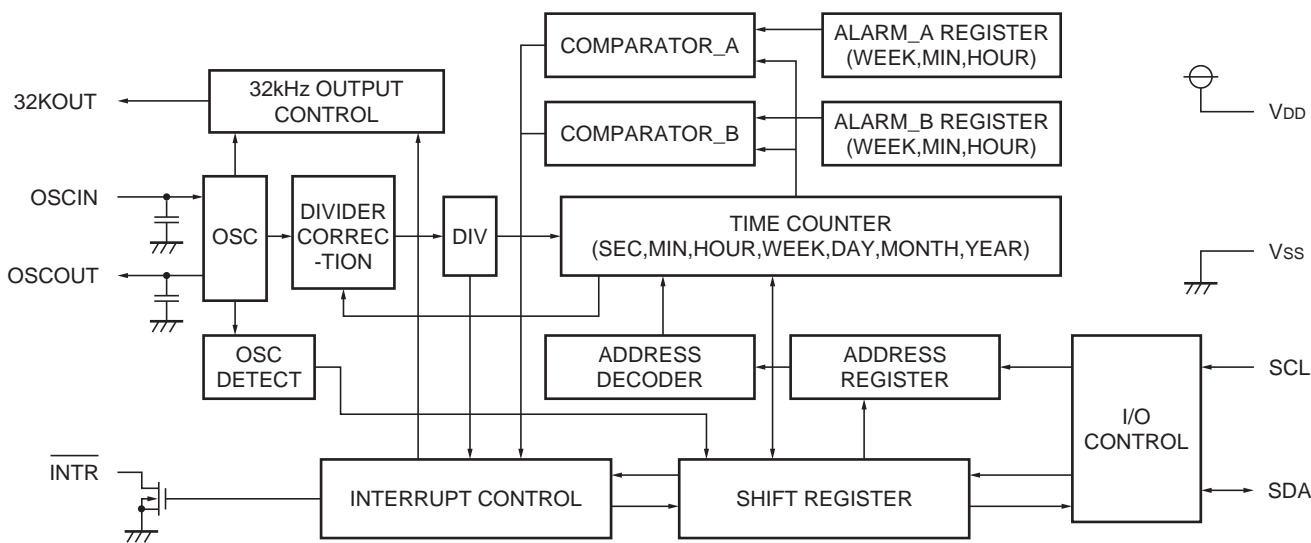 COMPARATOR_A
ALARM_A REGISTER
(WEEK,MIN,HOUR)
32KOUT
32kHz OUTPUT
CONTROL
VDD
COMPARATOR_B
ALARM_B REGISTER
(WEEK,MIN,HOUR)
OSCIN
OSC
DIVIDER
CORREC
-TION
DIV
TIME COUNTER
(SEC,MIN,HOUR,WEEK,DAY,MONTH,YEAR)
VSS
OSCOUT
OSC
DETECT
ADDRESS
DECODER
ADDRESS
REGISTER
I/O
CONTROL
SCL
INTR
INTERRUPT CONTROL
SHIFT REGISTER
SDA